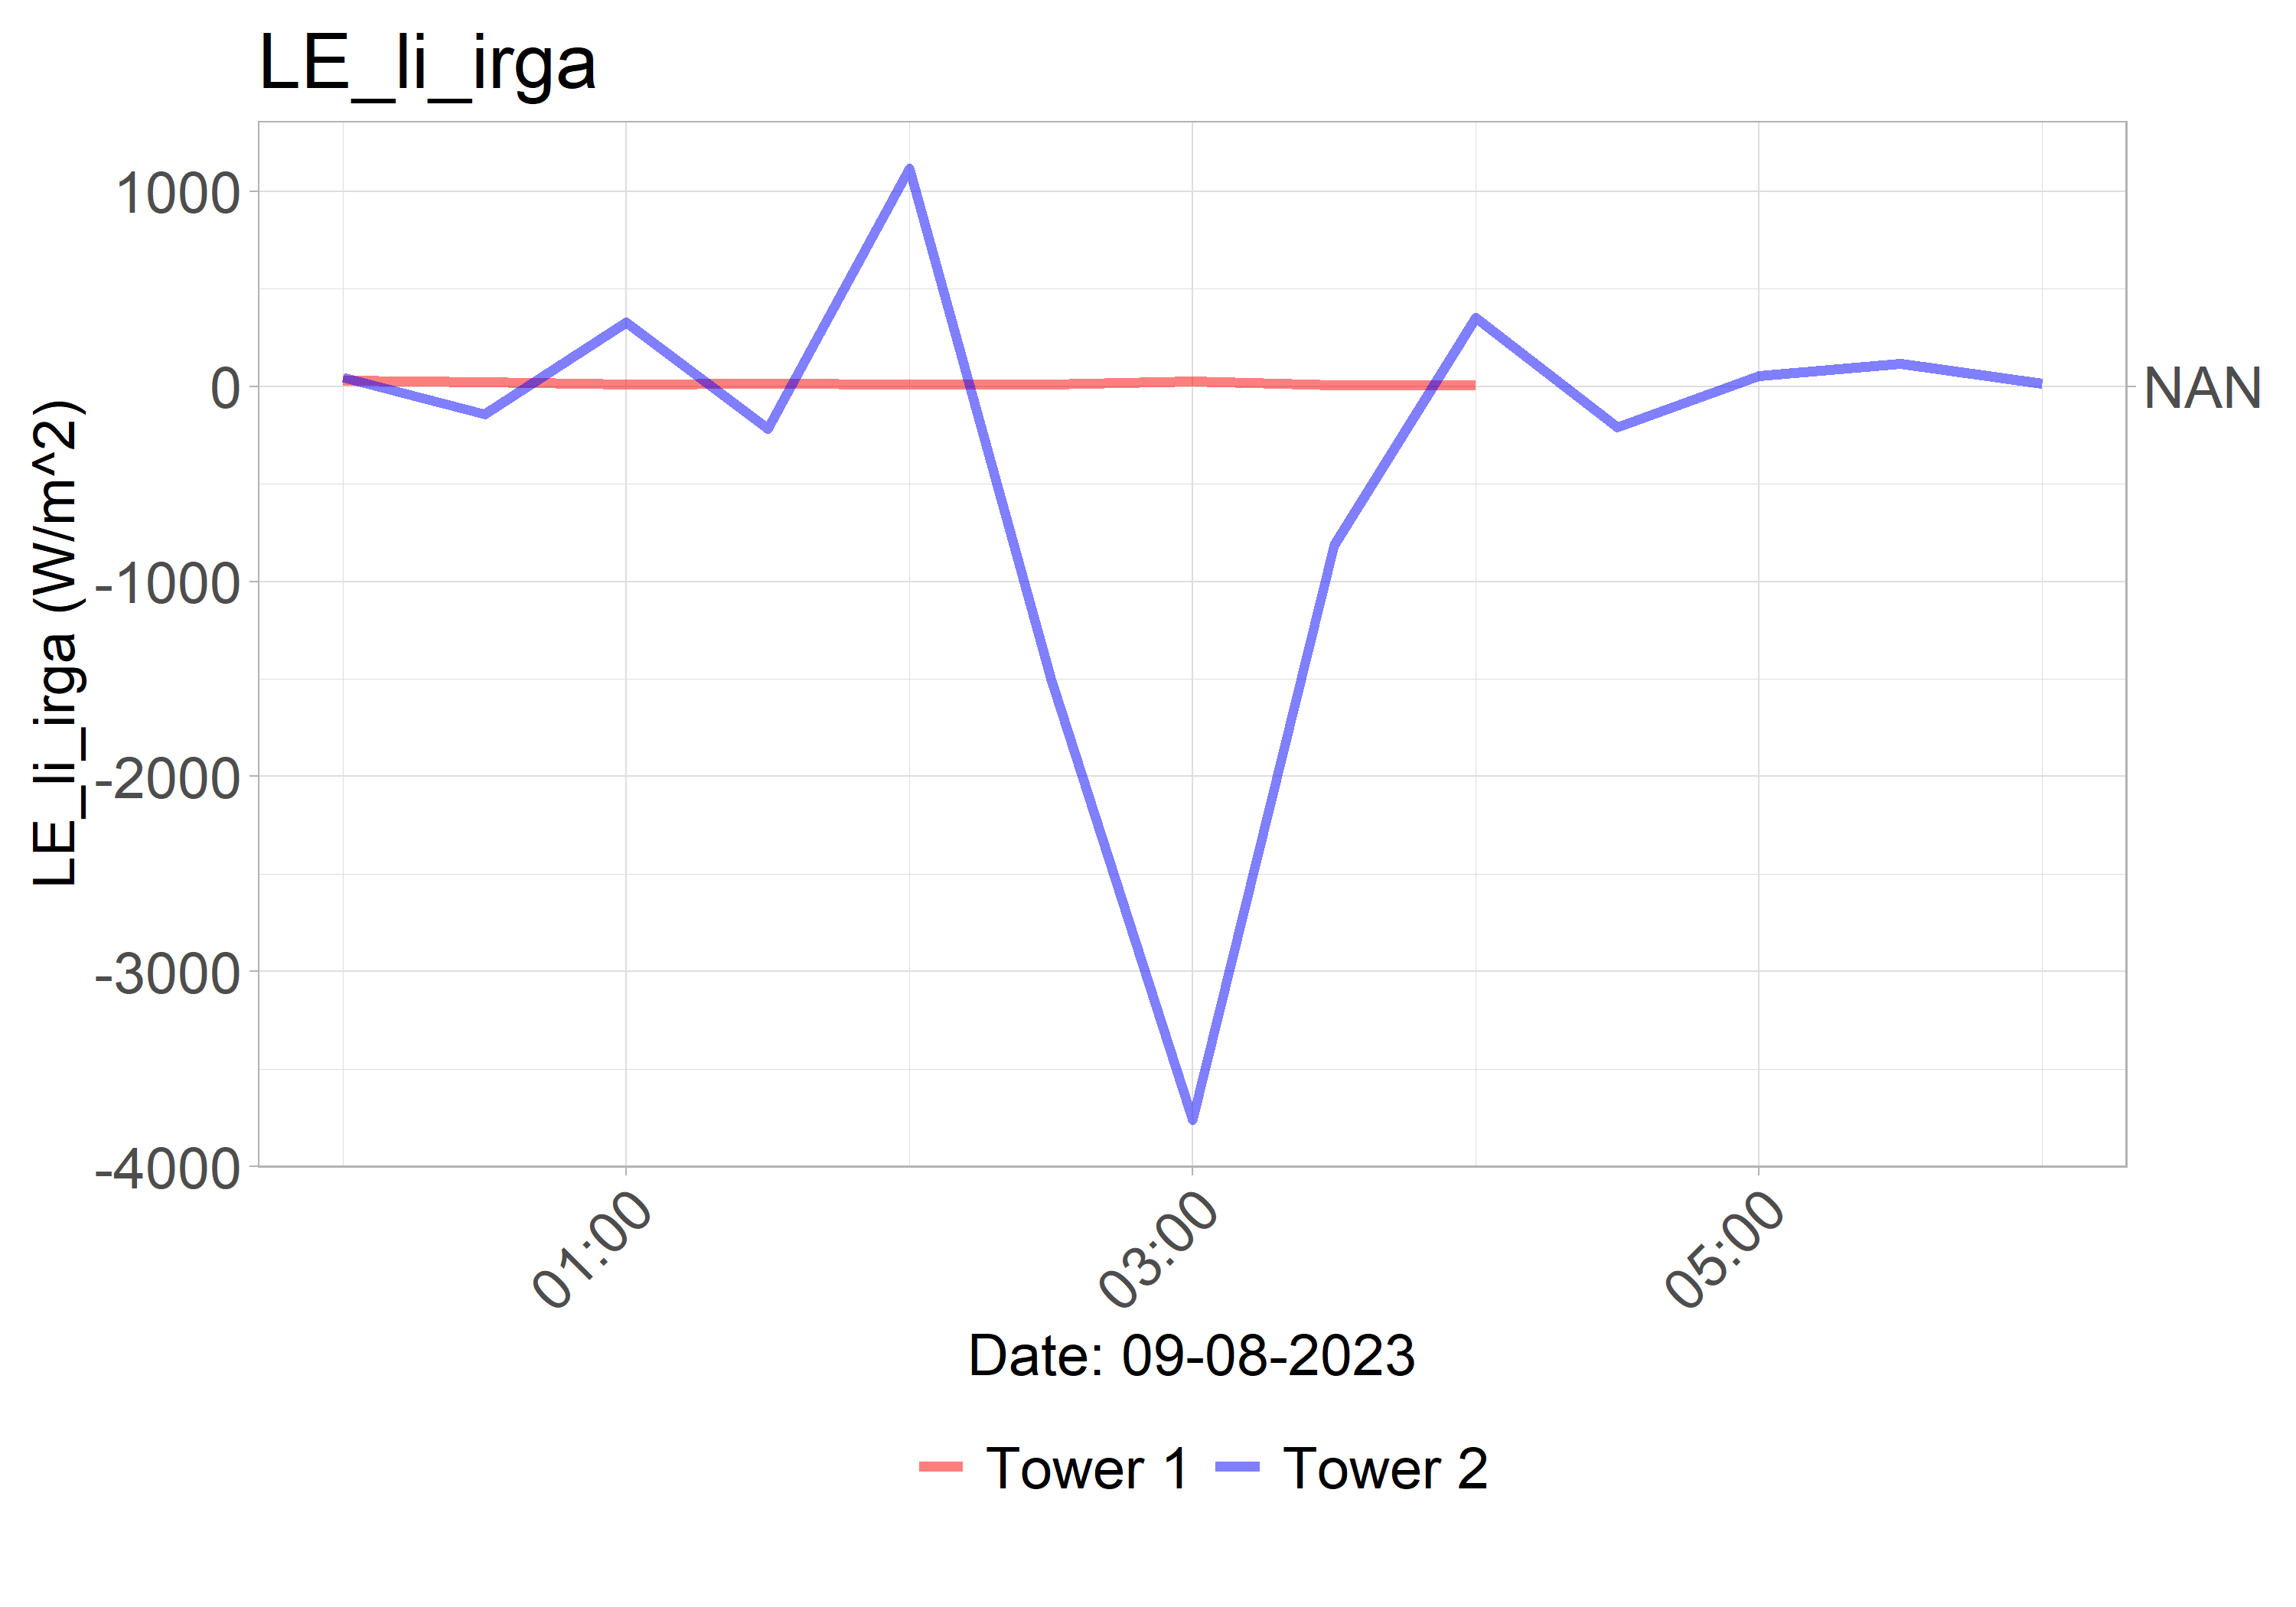 LE_li_irga
LE_li_irga (W/m^2)
1000
0
-1000
-2000
-3000
-4000
NAN
01:00
03:00
05:00
Date: 09-08-2023
Tower 1
Tower 2